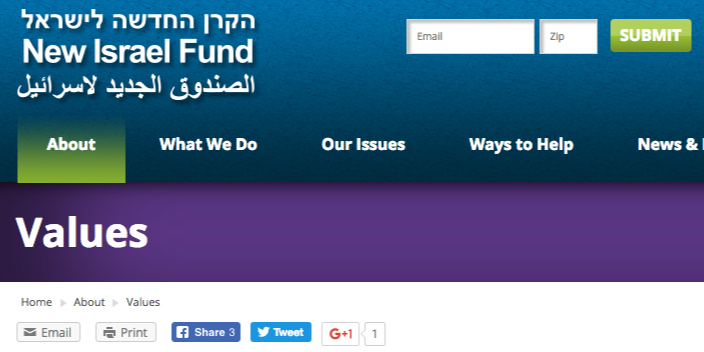 הקרן החדשה לישראל
New Israel Fund
الصندوق الجديد لاسرائيل
Email Zip SUBMIT
About What We Do Our Issues Ways to Help News &
Values
Home About Values
Email Print Share 3 Tweet G+1 1